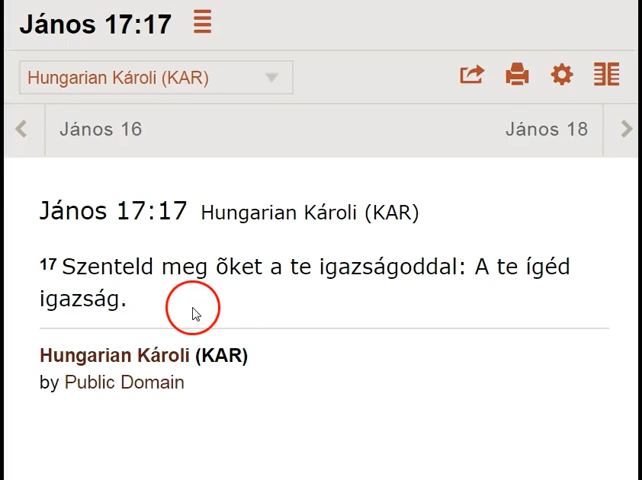 János 17:17
Hungarian Károli (KAR)
János 16
János 18
János 17:17 Hungarian Károli (KAR)
17 Szenteld meg õket a te igazságoddal: A te ígéd
igazság.
Hungarian Károli (KAR)
by Public Domain